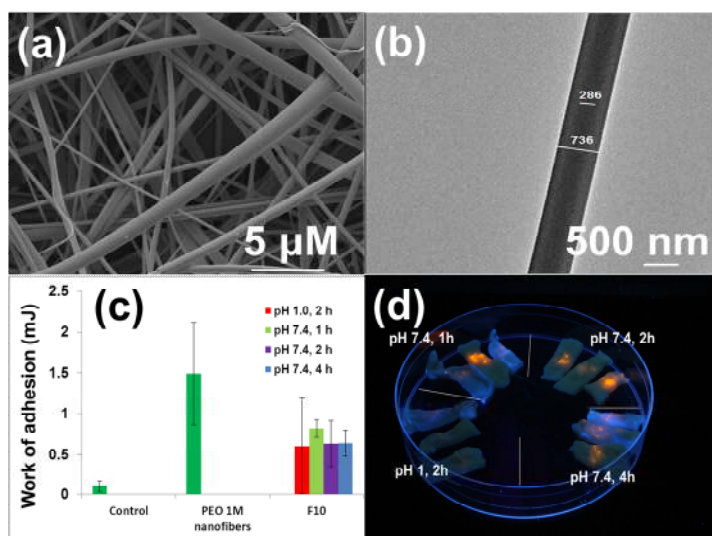 (a)
5 µM
(b)
286
736
500 nm
(c)
Work of adhesion (mJ)
2.5
2
1.5
1
0.5
0
pH 1.0, 2 h
pH 7.4, 1 h
pH 7.4, 2 h
pH 7.4, 4 h
Control
PEO 1M
nanofibers
F10
(d)
pH 7.4, 1h
pH 7.4, 2h
pH 1, 2h
pH 7.4, 4h